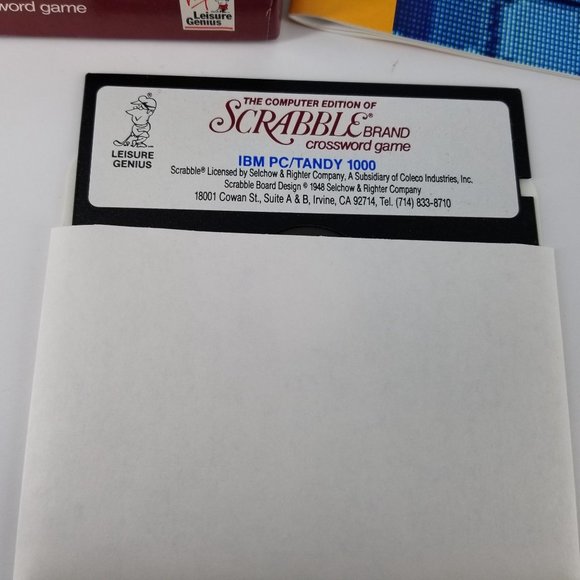 word game
Leisure
Genius
THE COMPUTER EDITION OF
SCRABBLE® BRAND
crossword game
IBM PC/TANDY 1000
Scrabble® Licensed by Selchow & Righter Company, A Subsidiary of Coleco Industries, Inc.
Scrabble Board Design © 1948 Selchow & Righter Company
18001 Cowan St., Suite A & B, Irvine, CA 92714, Tel. (714) 833-8710
®
LEISURE
GENIUS